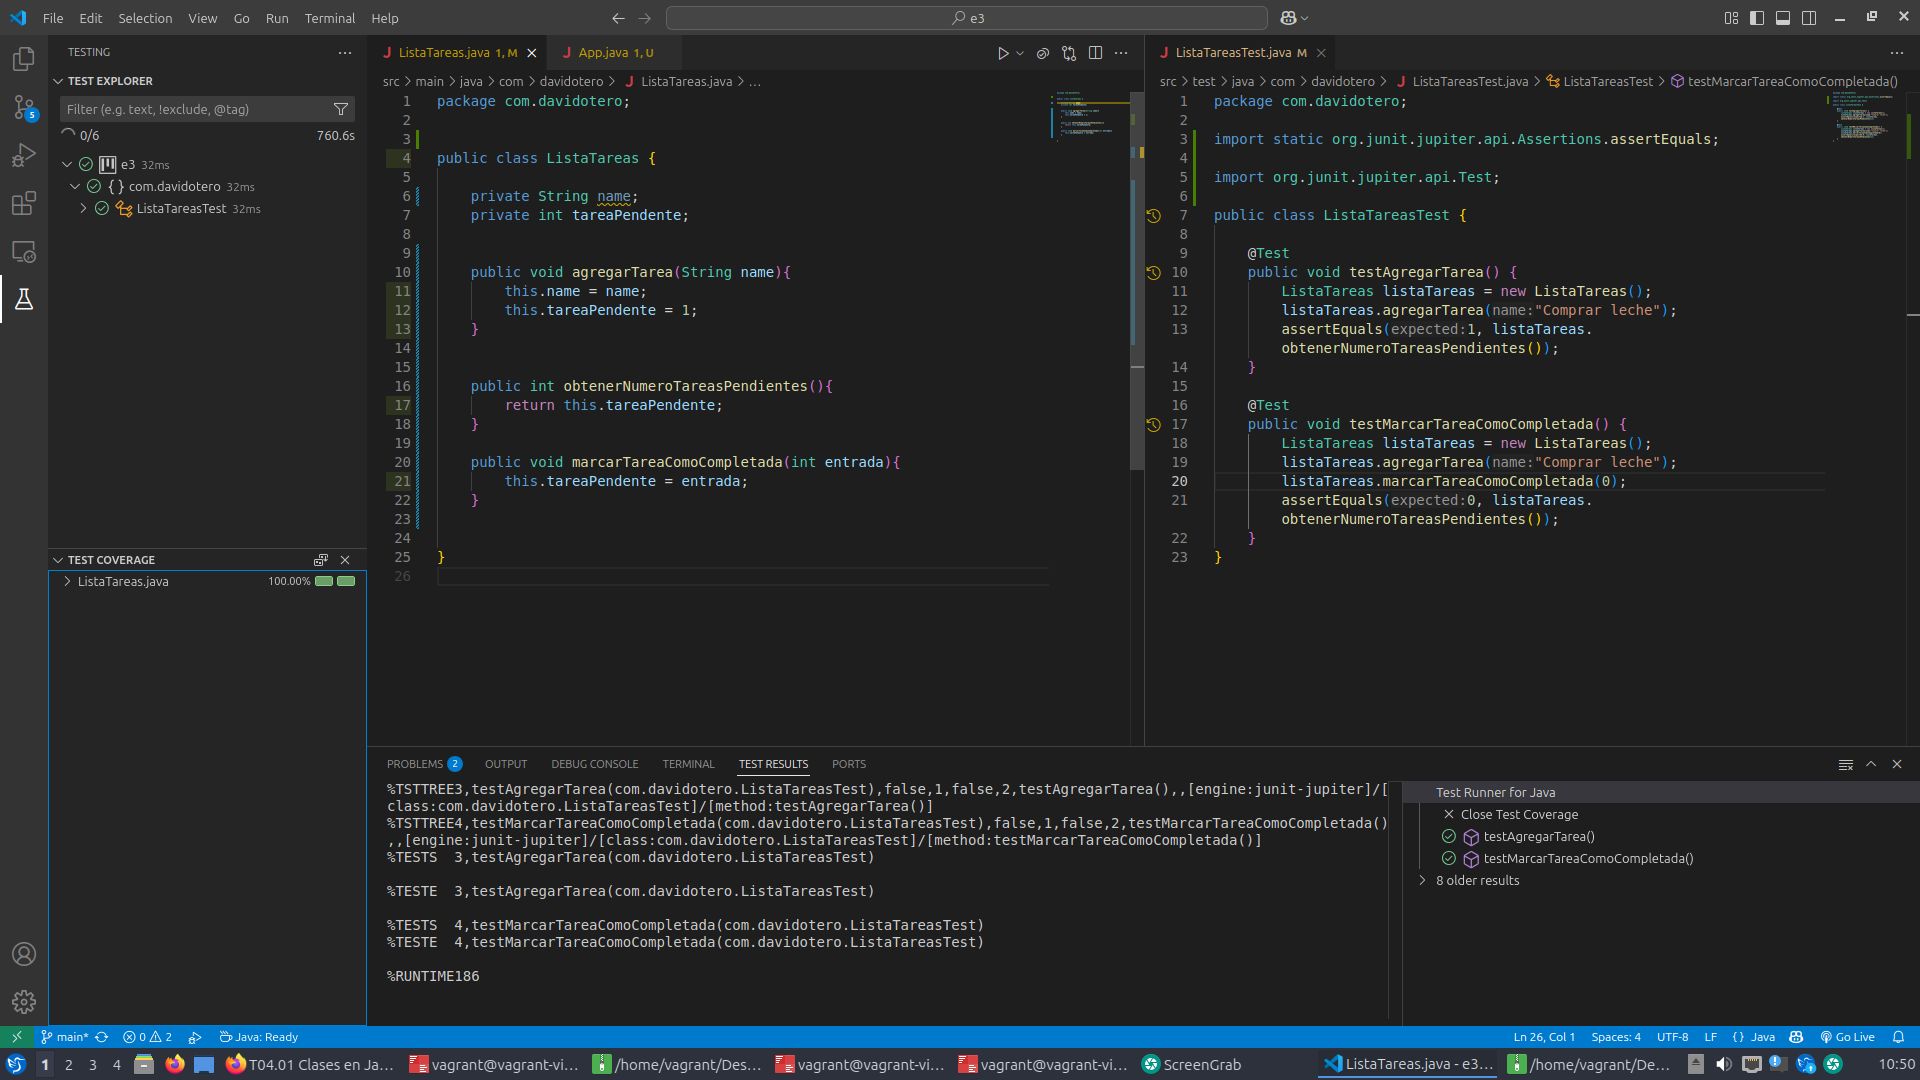 File Edit Selection View Go Run Terminal Help
e3
TESTING
TEST EXPLORER
Filter (e.g. text, !exclude, @tag)
0/6 760.6s
e3 32ms
com.davidotero 32ms
ListaTareasTest 32ms
5
TEST COVERAGE
ListaTareas.java 100.00%
ListaTareas.java 1, M
App.java 1, U
src > main > java > com > davidotero > ListaTareas.java > ...
1 package com.davidotero;
2
3
4 public class ListaTareas {
5
6 private String name;
7 private int tareaPendente;
8
9
10 public void agregarTarea(String name){
11 this.name = name;
12 this.tareaPendente = 1;
13 }
14
15
16 public int obtenerNumeroTareasPendientes(){
17 return this.tareaPendente;
18 }
19
20 public void marcarTareaComoCompletada(int entrada){
21 this.tareaPendente = entrada;
22 }
23
24
25 }
26
ListaTareasTest.java M
src > test > java > com > davidotero > ListaTareasTest.java > ListaTareasTest > testMarcarTareaComoCompletada()
1 package com.davidotero;
2
3 import static org.junit.jupiter.api.Assertions.assertEquals;
4
5 import org.junit.jupiter.api.Test;
6
7 public class ListaTareasTest {
8
9 @Test
10 public void testAgregarTarea() {
11 ListaTareas listaTareas = new ListaTareas();
12 listaTareas.agregarTarea(name:"Comprar leche");
13 assertEquals(expected:1, listaTareas.
obtenerNumeroTareasPendientes());
14 }
15
16 @Test
17 public void testMarcarTareaComoCompletada() {
18 ListaTareas listaTareas = new ListaTareas();
19 listaTareas.agregarTarea(name:"Comprar leche");
20 listaTareas.marcarTareaComoCompletada(0);
21 assertEquals(expected:0, listaTareas.
obtenerNumeroTareasPendientes());
22 }
23 }
PROBLEMS 2 OUTPUT DEBUG CONSOLE TERMINAL TEST RESULTS PORTS
%TSTTREE3,testAgregarTarea(com.davidotero.ListaTareasTest),false,1,false,2,testAgregarTarea(),,[engine:junit-jupiter]/[
class:com.davidotero.ListaTareasTest]/[method:testAgregarTarea()]
%TSTTREE4,testMarcarTareaComoCompletada(com.davidotero.ListaTareasTest),false,1,false,2,testMarcarTareaComoCompletada()
,,[engine:junit-jupiter]/[class:com.davidotero.ListaTareasTest]/[method:testMarcarTareaComoCompletada()]
%TESTS 3,testAgregarTarea(com.davidotero.ListaTareasTest)
%TESTE 3,testAgregarTarea(com.davidotero.ListaTareasTest)
%TESTS 4,testMarcarTareaComoCompletada(com.davidotero.ListaTareasTest)
%TESTE 4,testMarcarTareaComoCompletada(com.davidotero.ListaTareasTest)
%RUNTIME186
Test Runner for Java
Close Test Coverage
testAgregarTarea()
testMarcarTareaComoCompletada()
8 older results
main* 0 2 Java: Ready
Ln 26, Col 1 Spaces: 4 UTF-8 LF {} Java Go Live
1 2 3 4 T04.01 Clases en Ja... vagrant@vagrant-vi... /home/vagrant/Des... vagrant@vagrant-vi... vagrant@vagrant-vi... ScreenGrab ListaTareas.java - e3... /home/vagrant/De... 10:50